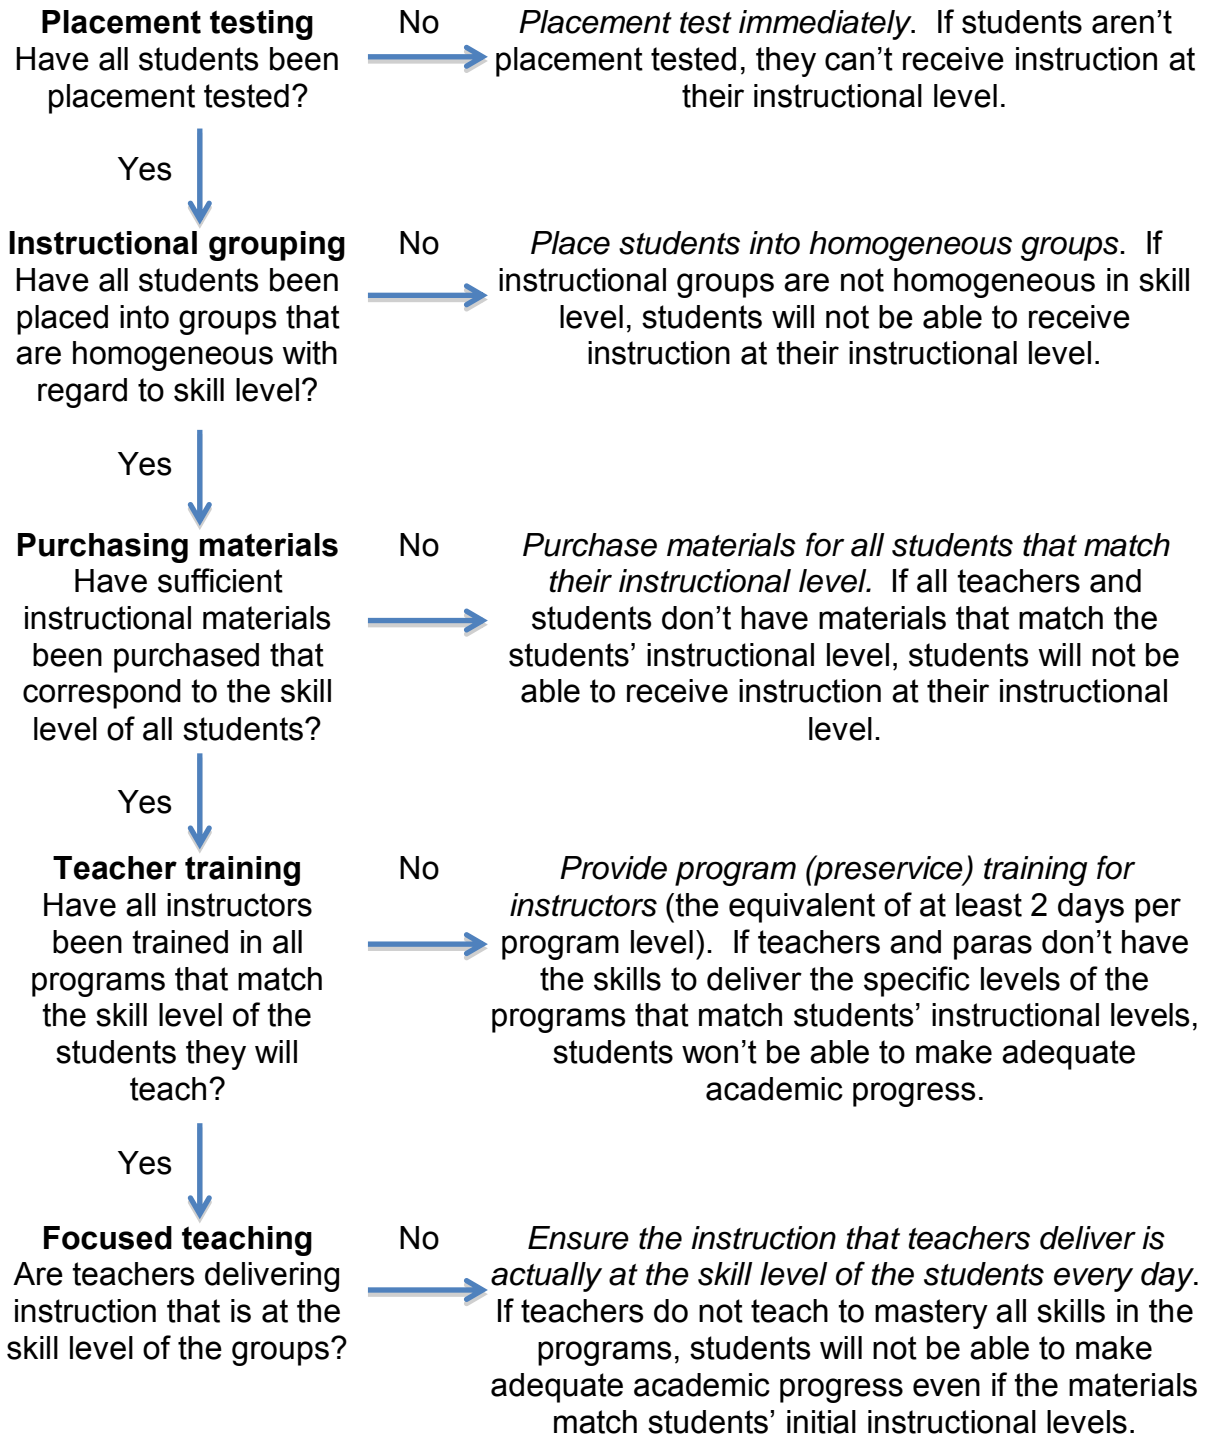 Placement testing
Have all students been
placement tested?
No
Placement test immediately. If students aren't
placement tested, they can't receive instruction at
their instructional level.
Yes
Instructional grouping
Have all students been
placed into groups that
are homogeneous with
regard to skill level?
No
Place students into homogeneous groups. If
instructional groups are not homogeneous in skill
level, students will not be able to receive
instruction at their instructional level.
Yes
Purchasing materials
Have sufficient
instructional materials
been purchased that
correspond to the skill
level of all students?
No
Purchase materials for all students that match
their instructional level. If all teachers and
students don’t have materials that match the
students’ instructional level, students will not be
able to receive instruction at their instructional
level.
Yes
Teacher training
Have all instructors
been trained in all
programs that match
the skill level of the
students they will
teach?
No
Provide program (preservice) training for
instructors (the equivalent of at least 2 days per
program level). If teachers and paras don’t have
the skills to deliver the specific levels of the
programs that match students’ instructional levels,
students won’t be able to make adequate
academic progress.
Yes
Focused teaching
Are teachers delivering
instruction that is at the
skill level of the groups?
No
Ensure the instruction that teachers deliver is
actually at the skill level of the students every day.
If teachers do not teach to mastery all skills in the
programs, students will not be able to make
adequate academic progress even if the materials
match students’ initial instructional levels.